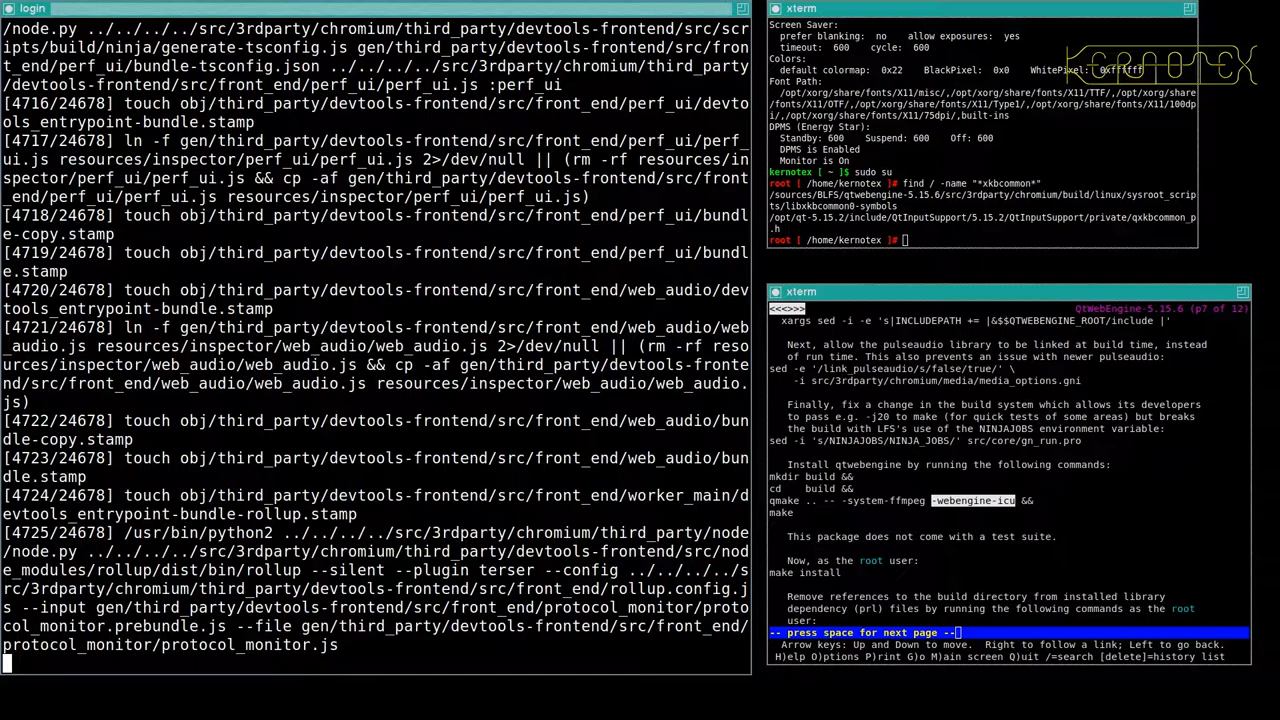 login
/node.py ../../../../src/3rdparty/chromium/third_party/devtools-frontend/src/scr
ipts/build/ninja/generate-tsconfig.js gen/third_party/devtools-frontend/src/fron
t_end/perf_ui/bundle-tsconfig.json ../../../../src/3rdparty/chromium/third_party
/devtools-frontend/src/front_end/perf_ui/perf_ui.js :perf_ui
[4716/24678] touch obj/third_party/devtools-frontend/src/front_end/perf_ui/devto
ols_entrypoint-bundle.stamp
[4717/24678] ln -f gen/third_party/devtools-frontend/src/front_end/perf_ui/perf_
ui.js resources/inspector/perf_ui/perf_ui.js 2>/dev/null || (rm -rf resources/in
spector/perf_ui/perf_ui.js && cp -af gen/third_party/devtools-frontend/src/front
_end/perf_ui/perf_ui.js resources/inspector/perf_ui/perf_ui.js)
[4718/24678] touch obj/third_party/devtools-frontend/src/front_end/perf_ui/bundl
e-copy.stamp
[4719/24678] touch obj/third_party/devtools-frontend/src/front_end/perf_ui/bundl
e.stamp
[4720/24678] touch obj/third_party/devtools-frontend/src/front_end/web_audio/dev
tools_entrypoint-bundle.stamp
[4721/24678] ln -f gen/third_party/devtools-frontend/src/front_end/web_audio/web
_audio.js resources/inspector/web_audio/web_audio.js 2>/dev/null || (rm -rf reso
urces/inspector/web_audio/web_audio.js && cp -af gen/third_party/devtools-fronte
nd/src/front_end/web_audio/web_audio.js resources/inspector/web_audio/web_audio.
js)
[4722/24678] touch obj/third_party/devtools-frontend/src/front_end/web_audio/bun
dle-copy.stamp
[4723/24678] touch obj/third_party/devtools-frontend/src/front_end/web_audio/bun
dle.stamp
[4724/24678] touch obj/third_party/devtools-frontend/src/front_end/worker_main/d
evtools_entrypoint-bundle-rollup.stamp
[4725/24678] /usr/bin/python2 ../../../../src/3rdparty/chromium/third_party/node
/node.py ../../../../src/3rdparty/chromium/third_party/devtools-frontend/src/nod
e_modules/rollup/dist/bin/rollup --silent --plugin terser --config ../../../../s
rc/3rdparty/chromium/third_party/devtools-frontend/src/front_end/rollup.config.j
s --input gen/third_party/devtools-frontend/src/front_end/protocol_monitor/proto
col_monitor.prebundle.js --file gen/third_party/devtools-frontend/src/front_end/
protocol_monitor/protocol_monitor.js
xterm
Screen Saver:
prefer blanking:  no    allow exposures:  yes
timeout:  600    cycle:  600
Colors:
default colormap: 0x22    BlackPixel: 0x0    WhitePixel: 0xffffff
Font Path:
/opt/xorg/share/fonts/X11/misc/,/opt/xorg/share/fonts/X11/TTF/,/opt/xorg/share
/fonts/X11/OTF/,/opt/xorg/share/fonts/X11/Type1/,/opt/xorg/share/fonts/X11/100dp
i/,/opt/xorg/share/fonts/X11/75dpi/,built-ins
DPMS (Energy Star):
Standby: 600    Suspend: 600    Off: 600
DPMS is Enabled
Monitor is On
kernotex [ ~ ]$ sudo su
root [ /home/kernotex ]# find / -name "*xkbcommon*"
/sources/BLFS/qtwebengine-5.15.6/src/3rdparty/chromium/build/linux/sysroot_scrip
ts/libxkbcommon0-symbols
/opt/qt-5.15.2/include/QtInputSupport/5.15.2/QtInputSupport/private/qxkbcommon_p
.h
root [ /home/kernotex ]#
KERNOTEX
xterm
<<<>>> QtWebEngine-5.15.6 (p7 of 12)
xargs sed -i -e 's|INCLUDEPATH += |&$$QTWEBENGINE_ROOT/include |'
Next, allow the pulseaudio library to be linked at build time, instead
of run time. This also prevents an issue with newer pulseaudio:
sed -e '/link_pulseaudio/s/false/true/' \
-i src/3rdparty/chromium/media/media_options.gni
Finally, fix a change in the build system which allows its developers
to pass e.g. -j20 to make (for quick tests of some areas) but breaks
the build with LFS's use of the NINJAJOBS environment variable:
sed -i 's/NINJAJOBS/NINJA_JOBS/' src/core/gn_run.pro
Install qtwebengine by running the following commands:
mkdir build &&
cd    build &&
qmake .. -- -system-ffmpeg -webengine-icu &&
make
This package does not come with a test suite.
Now, as the root user:
make install
Remove references to the build directory from installed library
dependency (prl) files by running the following commands as the root
user:
-- press space for next page --
Arrow keys: Up and Down to move.  Right to follow a link; Left to go back.
H)elp O)ptions P)rint G)o M)ain screen Q)uit /=search [delete]=history list